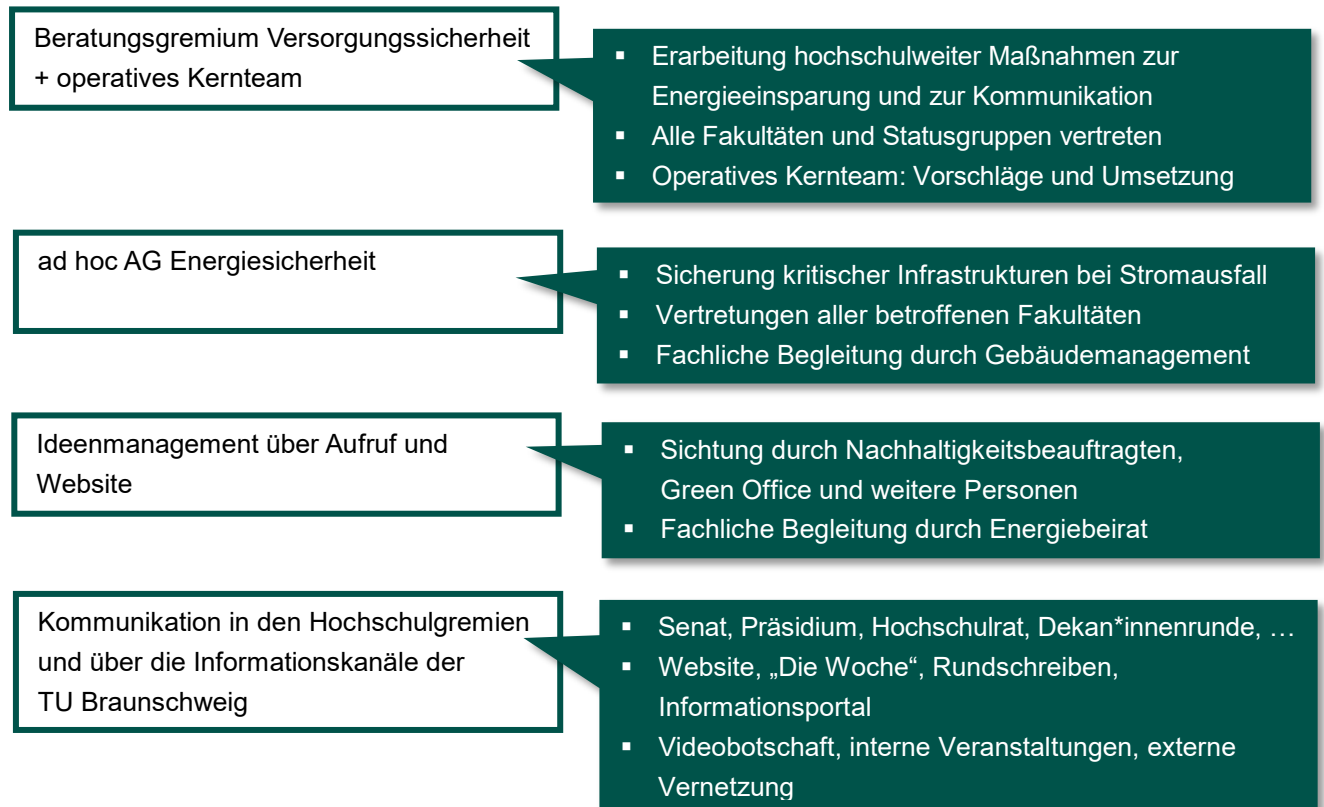 Beratungsgremium Versorgungssicherheit
+ operatives Kernteam
▪ Erarbeitung hochschulweiter Maßnahmen zur
Energieeinsparung und zur Kommunikation
▪ Alle Fakultäten und Statusgruppen vertreten
▪ Operatives Kernteam: Vorschläge und Umsetzung
ad hoc AG Energiesicherheit
▪ Sicherung kritischer Infrastrukturen bei Stromausfall
▪ Vertretungen aller betroffenen Fakultäten
▪ Fachliche Begleitung durch Gebäudemanagement
Ideenmanagement über Aufruf und
Website
▪ Sichtung durch Nachhaltigkeitsbeauftragten,
Green Office und weitere Personen
▪ Fachliche Begleitung durch Energiebeirat
Kommunikation in den Hochschulgremien
und über die Informationskanäle der
TU Braunschweig
▪ Senat, Präsidium, Hochschulrat, Dekan*innenrunde, …
▪ Website, „Die Woche“, Rundschreiben,
Informationsportal
▪ Videobotschaft, interne Veranstaltungen, externe
Vernetzung